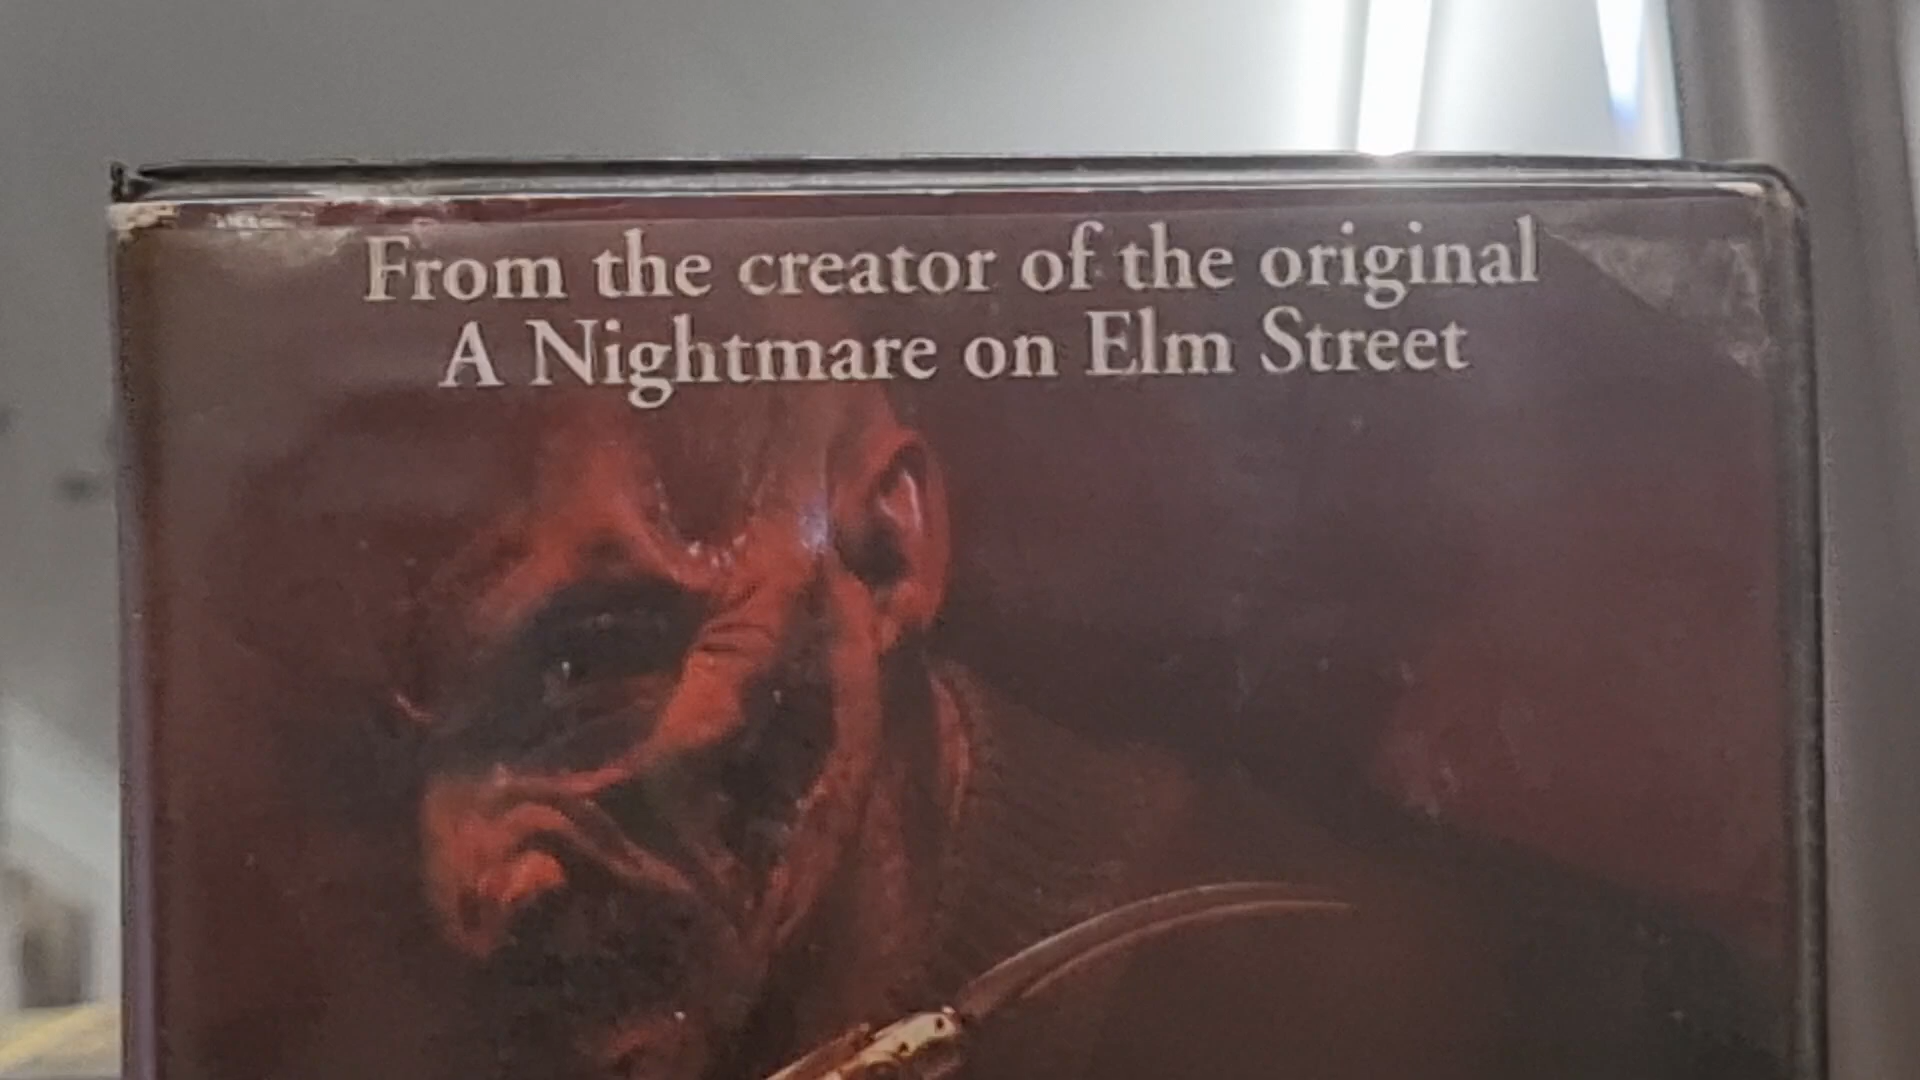 From the creator of the original
A Nightmare on Elm Street